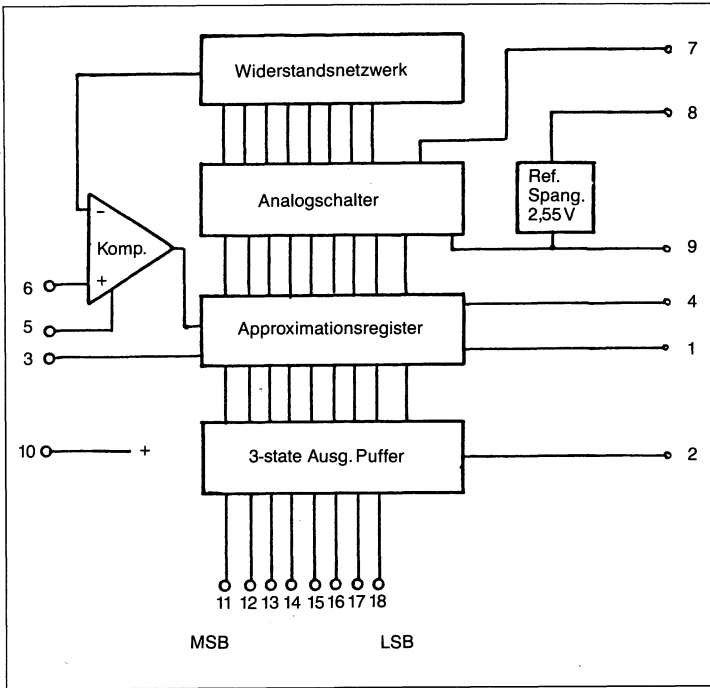 Widerstandsnetzwerk
7
8
Ref.
Spang.
2,55 V
Analogschalter
−
Komp.
+
6
9
5
4
Approximationsregister
3
1
10
+
3-state Ausg. Puffer
2
11 12 13 14 15 16 17 18
MSB LSB